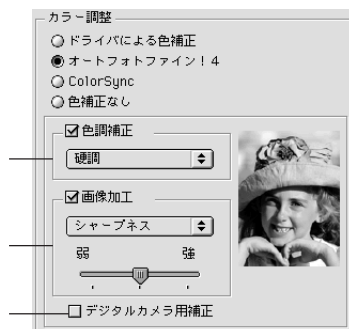 カラー調整
ドライバによる色補正
オートフォトファイン！4
ColorSync
色補正なし
色調補正
硬調
画像加工
シャープネス
弱 強
デジタルカメラ用補正